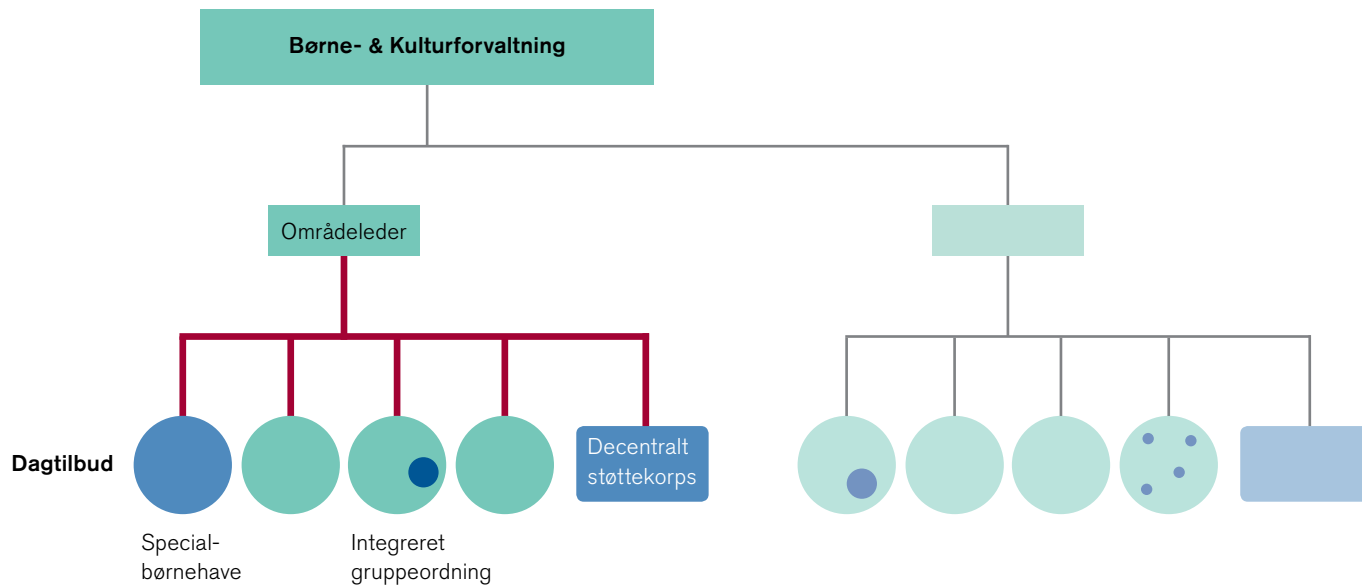 Børne- & Kulturforvaltning
Områdeleder
Dagtilbud
Decentralt
støttekorps
Special-
børnehave
Integreret
gruppeordning